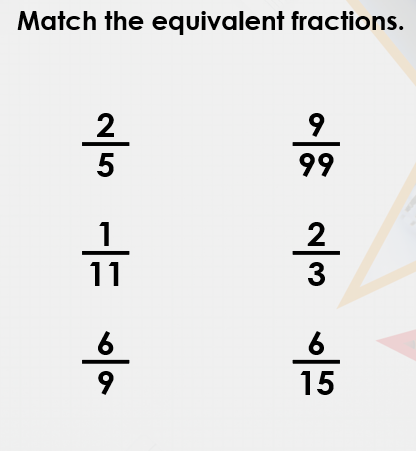 Match the equivalent fractions.
2/5 9/99
1/11 2/3
6/9 6/15